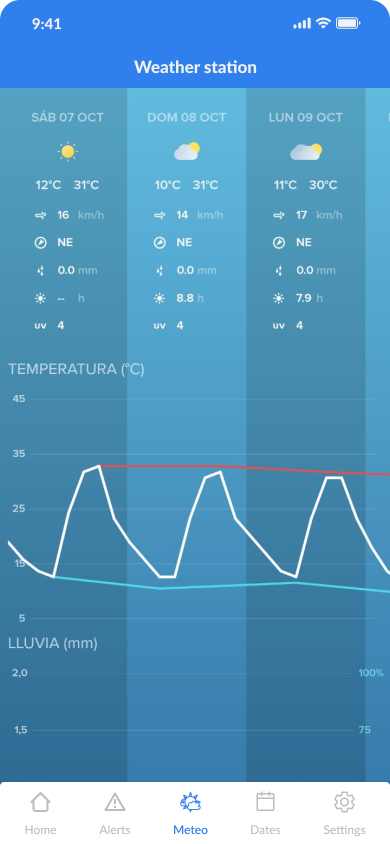 9:41
Weather station
SÁB 07 OCT DOM 08 OCT LUN 09 OCT
12°C 31°C 10°C 31°C 11°C 30°C
16 km/h 14 km/h 17 km/h
NE NE NE
0.0 mm 0.0 mm 0.0 mm
-- h 8.8 h 7.9 h
UV 4 UV 4 UV 4
TEMPERATURA (°C)
45
35
25
15
5
LLUVIA (mm)
2,0 100%
1,5 75
Home Alerts Meteo Dates Settings